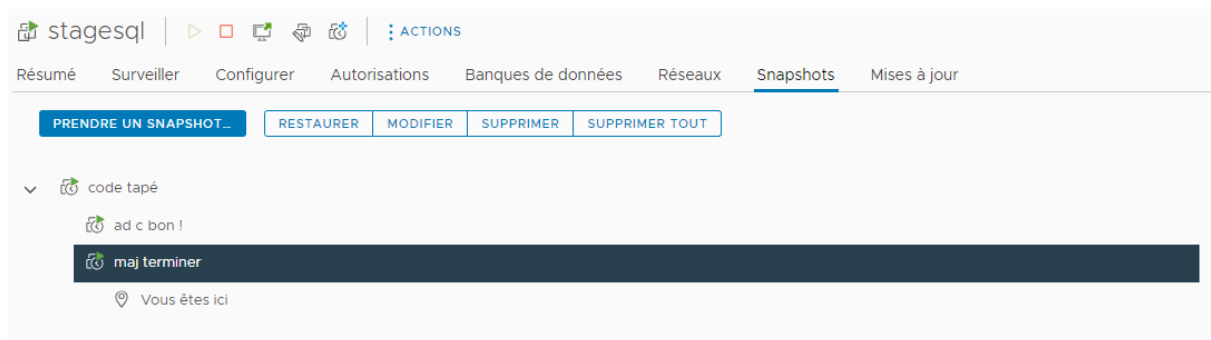 stagesql ACTIONS
Résumé Surveiller Configurer Autorisations Banques de données Réseaux Snapshots Mises à jour
PRENDRE UN SNAPSHOT... RESTAURER MODIFIER SUPPRIMER SUPPRIMER TOUT
code tapé
ad c bon !
maj terminer
Vous êtes ici